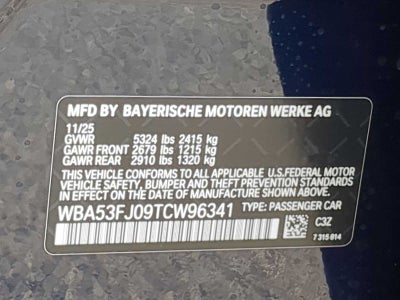 MFD BY BAYERISCHE MOTOREN WERKE AG
11/25
GVWR 5324 lbs 2415 kg
GAWR FRONT 2679 lbs 1215 kg
GAWR REAR 2910 lbs 1320 kg
THIS VEHICLE CONFORMS TO ALL APPLICABLE U.S.FEDERAL MOTOR
VEHICLE SAFETY, BUMPER, AND THEFT PREVENTION STANDARDS
IN EFFECT ON THE DATE OF MANUFACTURE SHOWN ABOVE.
WBA53FJ09TCW96341 TYPE: PASSENGER CAR
C3Z
7 315 814